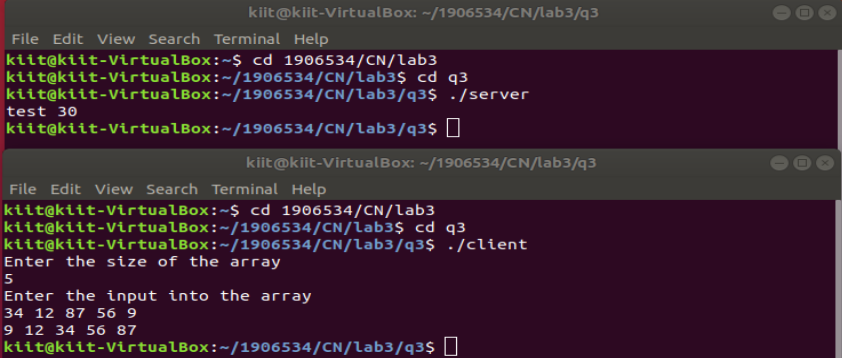 kiit@kiit-VirtualBox: ~/1906534/CN/lab3/q3
File Edit View Search Terminal Help
kiit@kiit-VirtualBox:~$ cd 1906534/CN/lab3
kiit@kiit-VirtualBox:~/1906534/CN/lab3$ cd q3
kiit@kiit-VirtualBox:~/1906534/CN/lab3/q3$ ./server
test 30
kiit@kiit-VirtualBox:~/1906534/CN/lab3/q3$
kiit@kiit-VirtualBox: ~/1906534/CN/lab3/q3
File Edit View Search Terminal Help
kiit@kiit-VirtualBox:~$ cd 1906534/CN/lab3
kiit@kiit-VirtualBox:~/1906534/CN/lab3$ cd q3
kiit@kiit-VirtualBox:~/1906534/CN/lab3/q3$ ./client
Enter the size of the array
5
Enter the input into the array
34 12 87 56 9
9 12 34 56 87
kiit@kiit-VirtualBox:~/1906534/CN/lab3/q3$